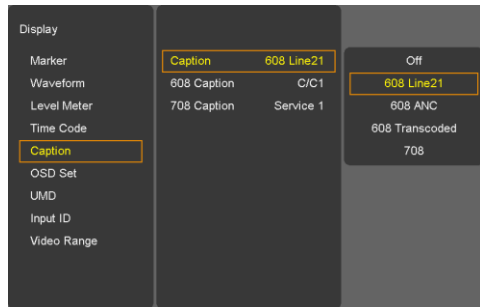 Display
Marker
Waveform
Level Meter
Time Code
Caption
OSD Set
UMD
Input ID
Video Range
Caption 608 Line21
608 Caption C/C1
708 Caption Service 1
Off
608 Line21
608 ANC
608 Transcoded
708